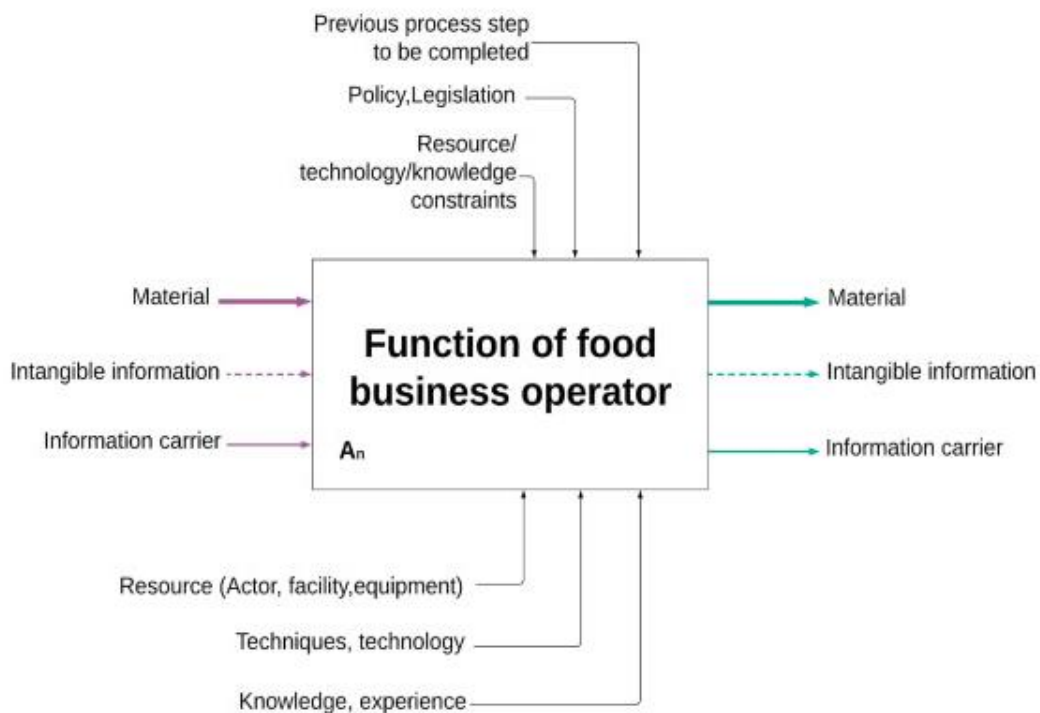 Previous process step
to be completed
Policy,Legislation
Resource/
technology/knowledge
constraints
Material
Intangible information
Information carrier
Function of food
business operator
An
Material
Intangible information
Information carrier
Resource (Actor, facility,equipment)
Techniques, technology
Knowledge, experience